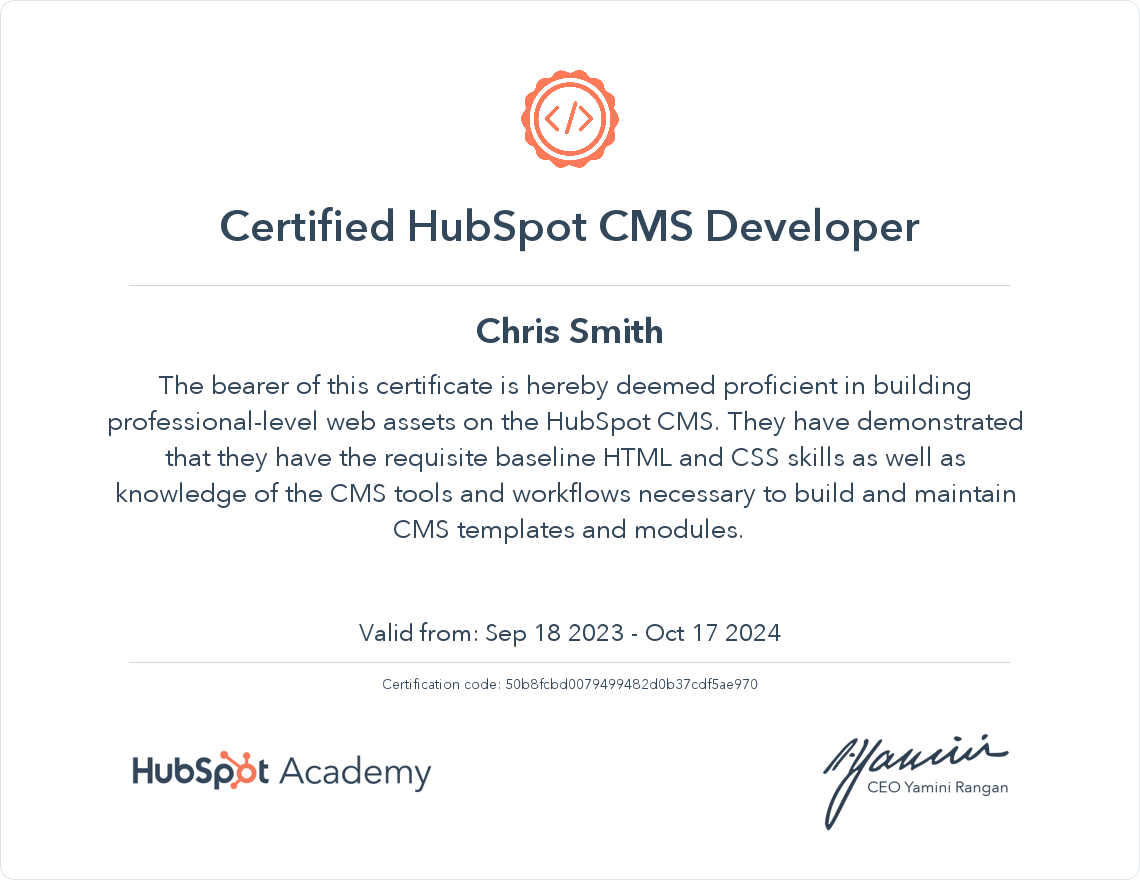 </>
Certified HubSpot CMS Developer
Chris Smith
The bearer of this certificate is hereby deemed proficient in building
professional-level web assets on the HubSpot CMS. They have demonstrated
that they have the requisite baseline HTML and CSS skills as well as
knowledge of the CMS tools and workflows necessary to build and maintain
CMS templates and modules.
Valid from: Sep 18 2023 - Oct 17 2024
Certification code: 50b8fcbd0079499482d0b37cdf5ae970
HubSpot Academy
CEO Yamini Rangan